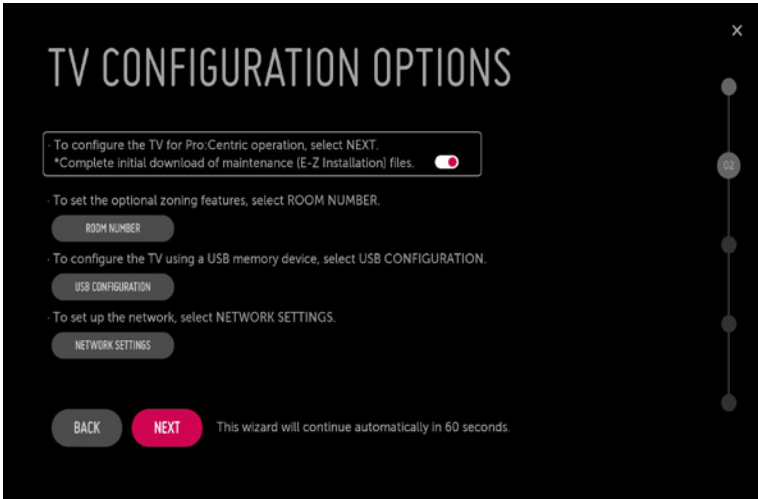 X
TV CONFIGURATION OPTIONS
· To configure the TV for Pro:Centric operation, select NEXT.
*Complete initial download of maintenance (E-Z Installation) files.
02
· To set the optional zoning features, select ROOM NUMBER.
ROOM NUMBER
· To configure the TV using a USB memory device, select USB CONFIGURATION.
USB CONFIGURATION
· To set up the network, select NETWORK SETTINGS.
NETWORK SETTINGS
BACK NEXT This wizard will continue automatically in 60 seconds.